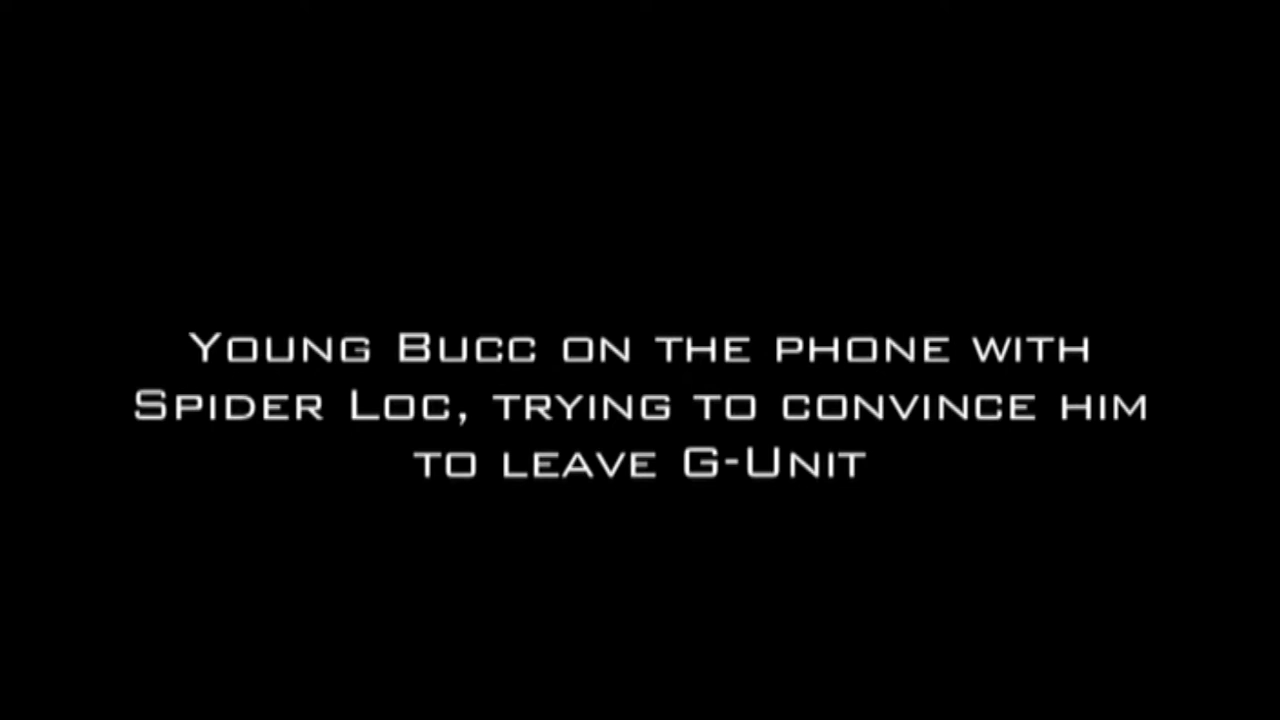 Young Bucc on the phone with
Spider Loc, trying to convince him
to leave G-Unit